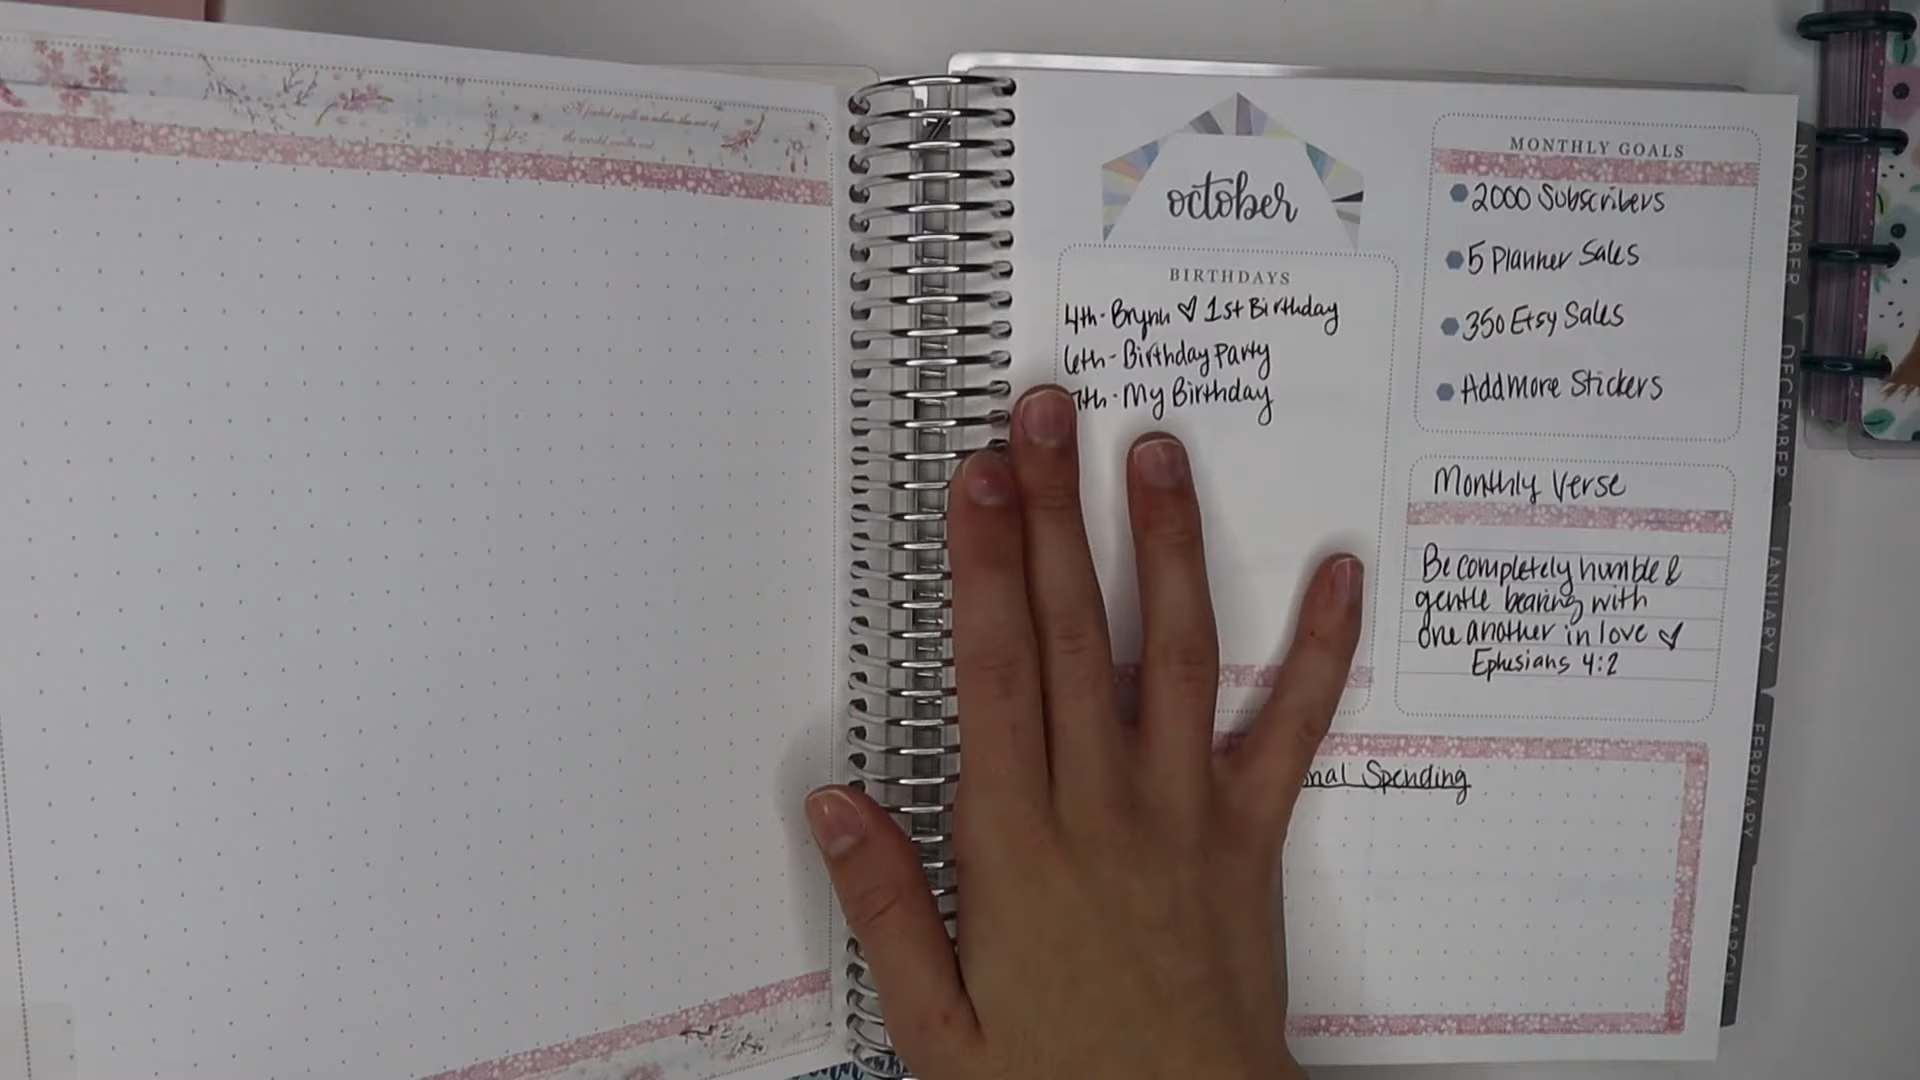 october
BIRTHDAYS
4th - Brynn ♡ 1st Birthday
6th - Birthday Party
7th - My Birthday
MONTHLY GOALS
2000 Subscribers
5 Planner Sales
350 Etsy Sales
Add more Stickers
Monthly Verse
Be completely humble &
gentle bearing with
one another in love ♡
Ephesians 4:2
Spending
NOVEMBER
DECEMBER
JANUARY
FEBRUARY
MARCH